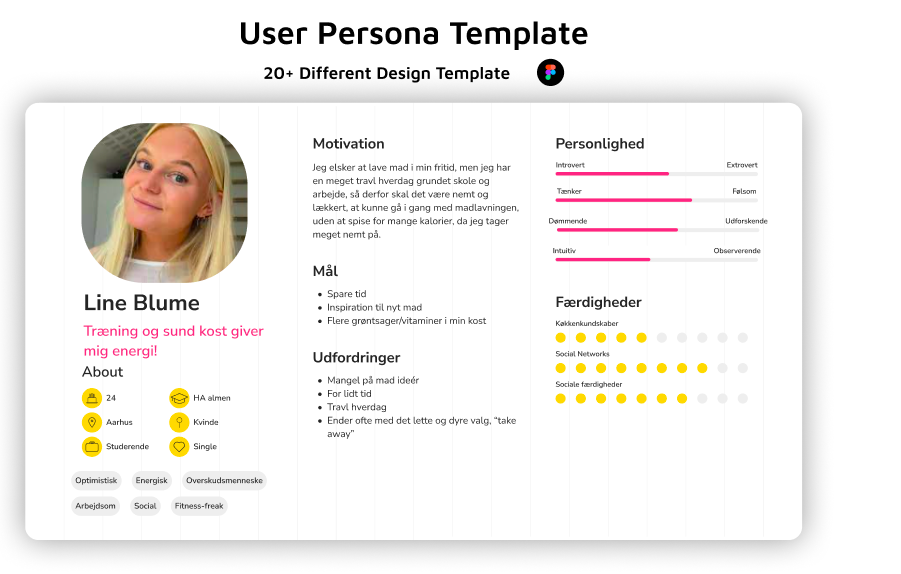 User Persona Template
20+ Different Design Template
Line Blume
Træning og sund kost giver
mig energi!
About
24
HA almen
Aarhus
Kvinde
Studerende
Single
Optimistisk
Energisk
Overskudsmenneske
Arbejdsom
Social
Fitness-freak
Motivation
Jeg elsker at lave mad i min fritid, men jeg har
en meget travl hverdag grundet skole og
arbejde, så derfor skal det være nemt og
lækkert, at kunne gå i gang med madlavningen,
uden at spise for mange kalorier, da jeg tager
meget nemt på.
Mål
• Spare tid
• Inspiration til nyt mad
• Flere grøntsager/vitaminer i min kost
Udfordringer
• Mangel på mad ideér
• For lidt tid
• Travl hverdag
• Ender ofte med det lette og dyre valg, “take
away”
Personlighed
Introvert
Extrovert
Tænker
Følsom
Dømmende
Udforskende
Intuitiv
Observerende
Færdigheder
Køkkenkundskaber
Social Networks
Sociale færdigheder